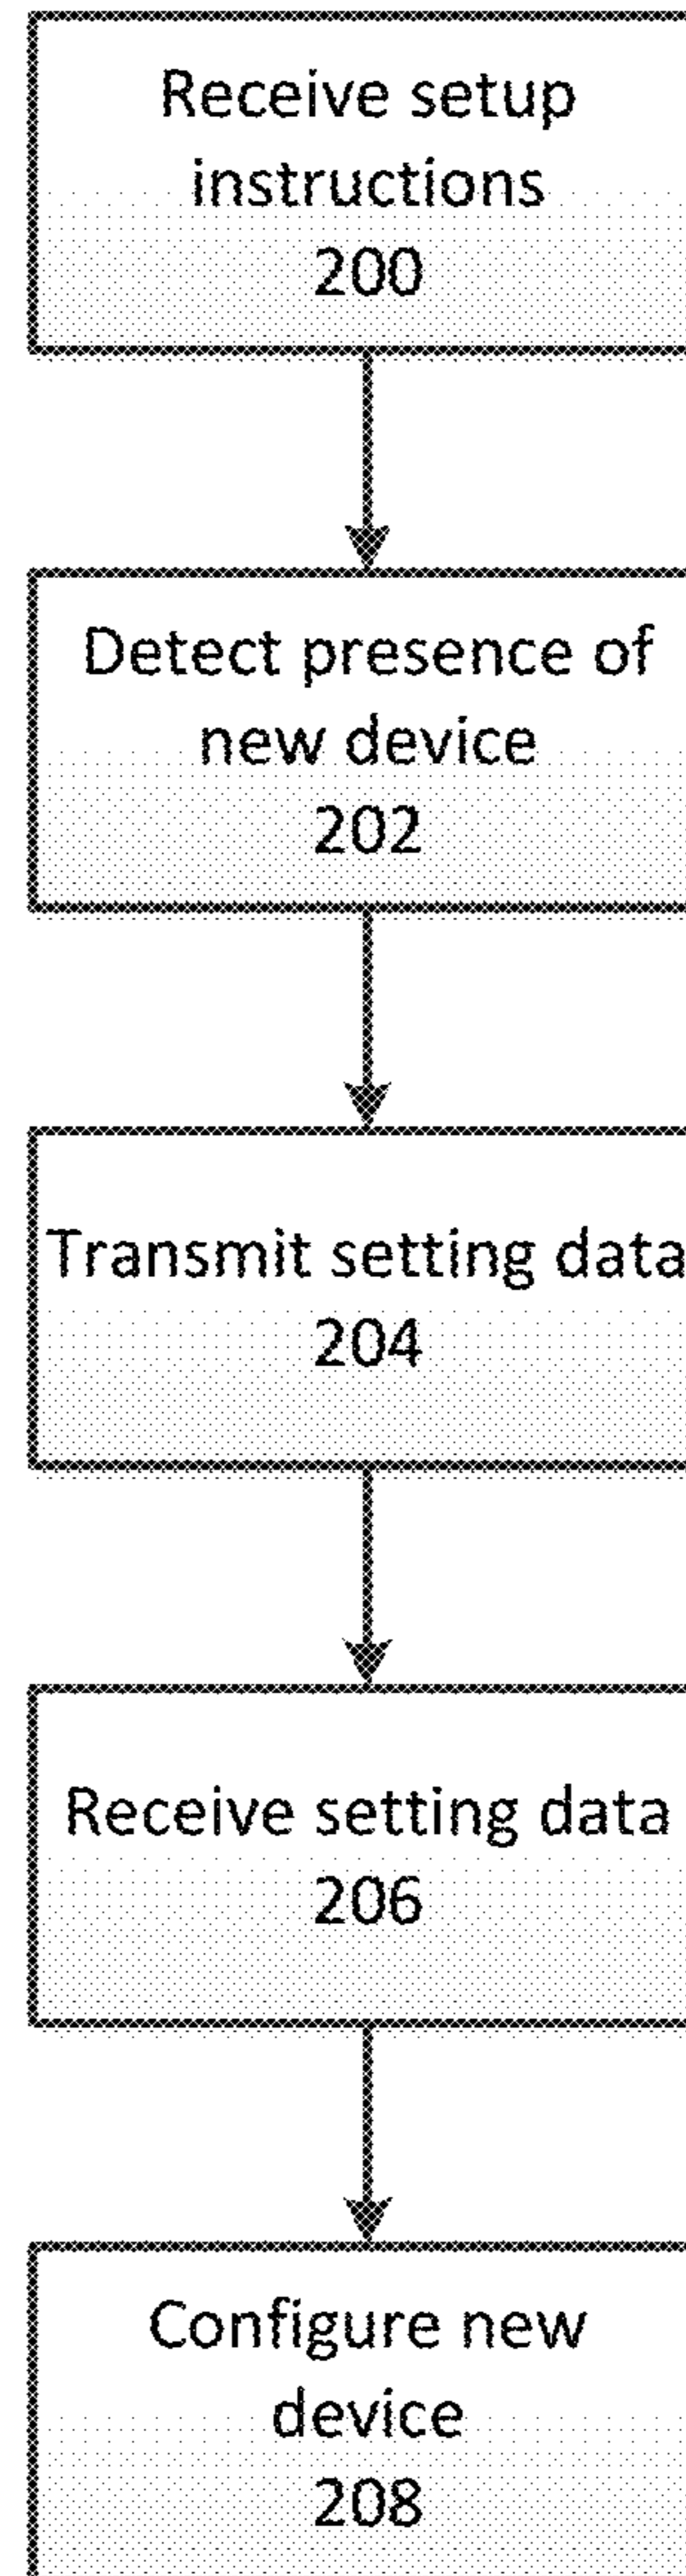 Receive setup
instructions
200
Detect presence of
new device
202
Transmit setting data
204
Receive setting data
206
Configure new
device
208